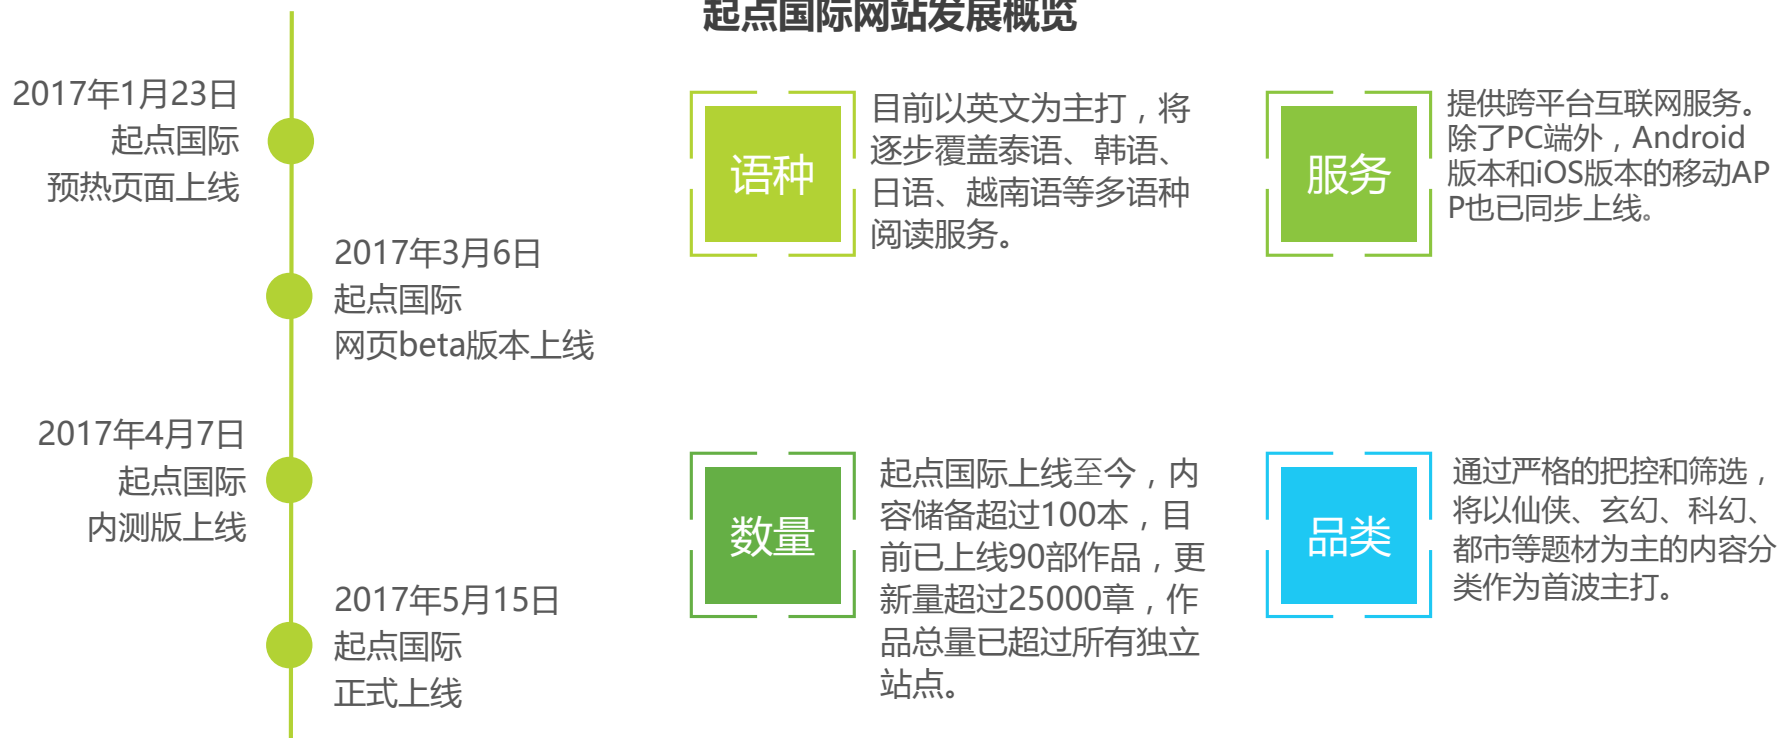 起点国际网站发展概览
2017年1月23日
起点国际
预热页面上线
2017年3月6日
起点国际
网页beta版本上线
2017年4月7日
起点国际
内测版上线
2017年5月15日
起点国际
正式上线
语种
目前以英文为主打，将
逐步覆盖泰语、韩语、
日语、越南语等多语种
阅读服务。
服务
提供跨平台互联网服务。
除了PC端外，Android
版本和iOS版本的移动AP
P也已同步上线。
数量
起点国际上线至今，内
容储备超过100本，目
前已上线90部作品，更
新量超过25000章，作
品总量已超过所有独立
站点。
品类
通过严格的把控和筛选，
将以仙侠、玄幻、科幻、
都市等题材为主的内容分
类作为首波主打。